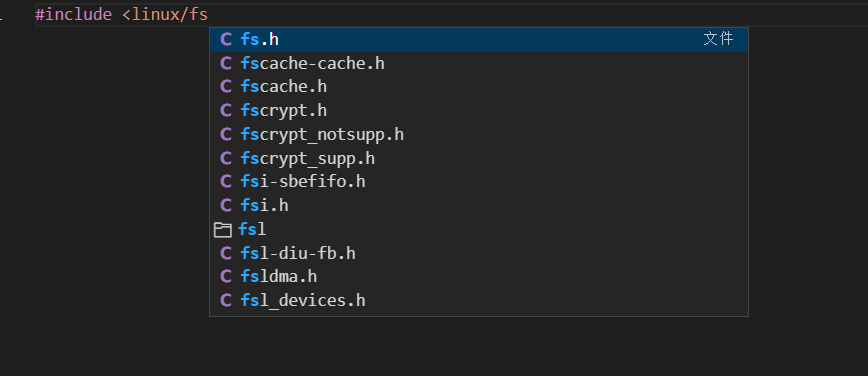 #include <linux/fs
C fs.h 文件
C fscache-cache.h
C fscache.h
C fscrypt.h
C fscrypt_notsupp.h
C fscrypt_supp.h
C fsi-sbefifo.h
C fsi.h
fsl
C fsl-diu-fb.h
C fsldma.h
C fsl_devices.h